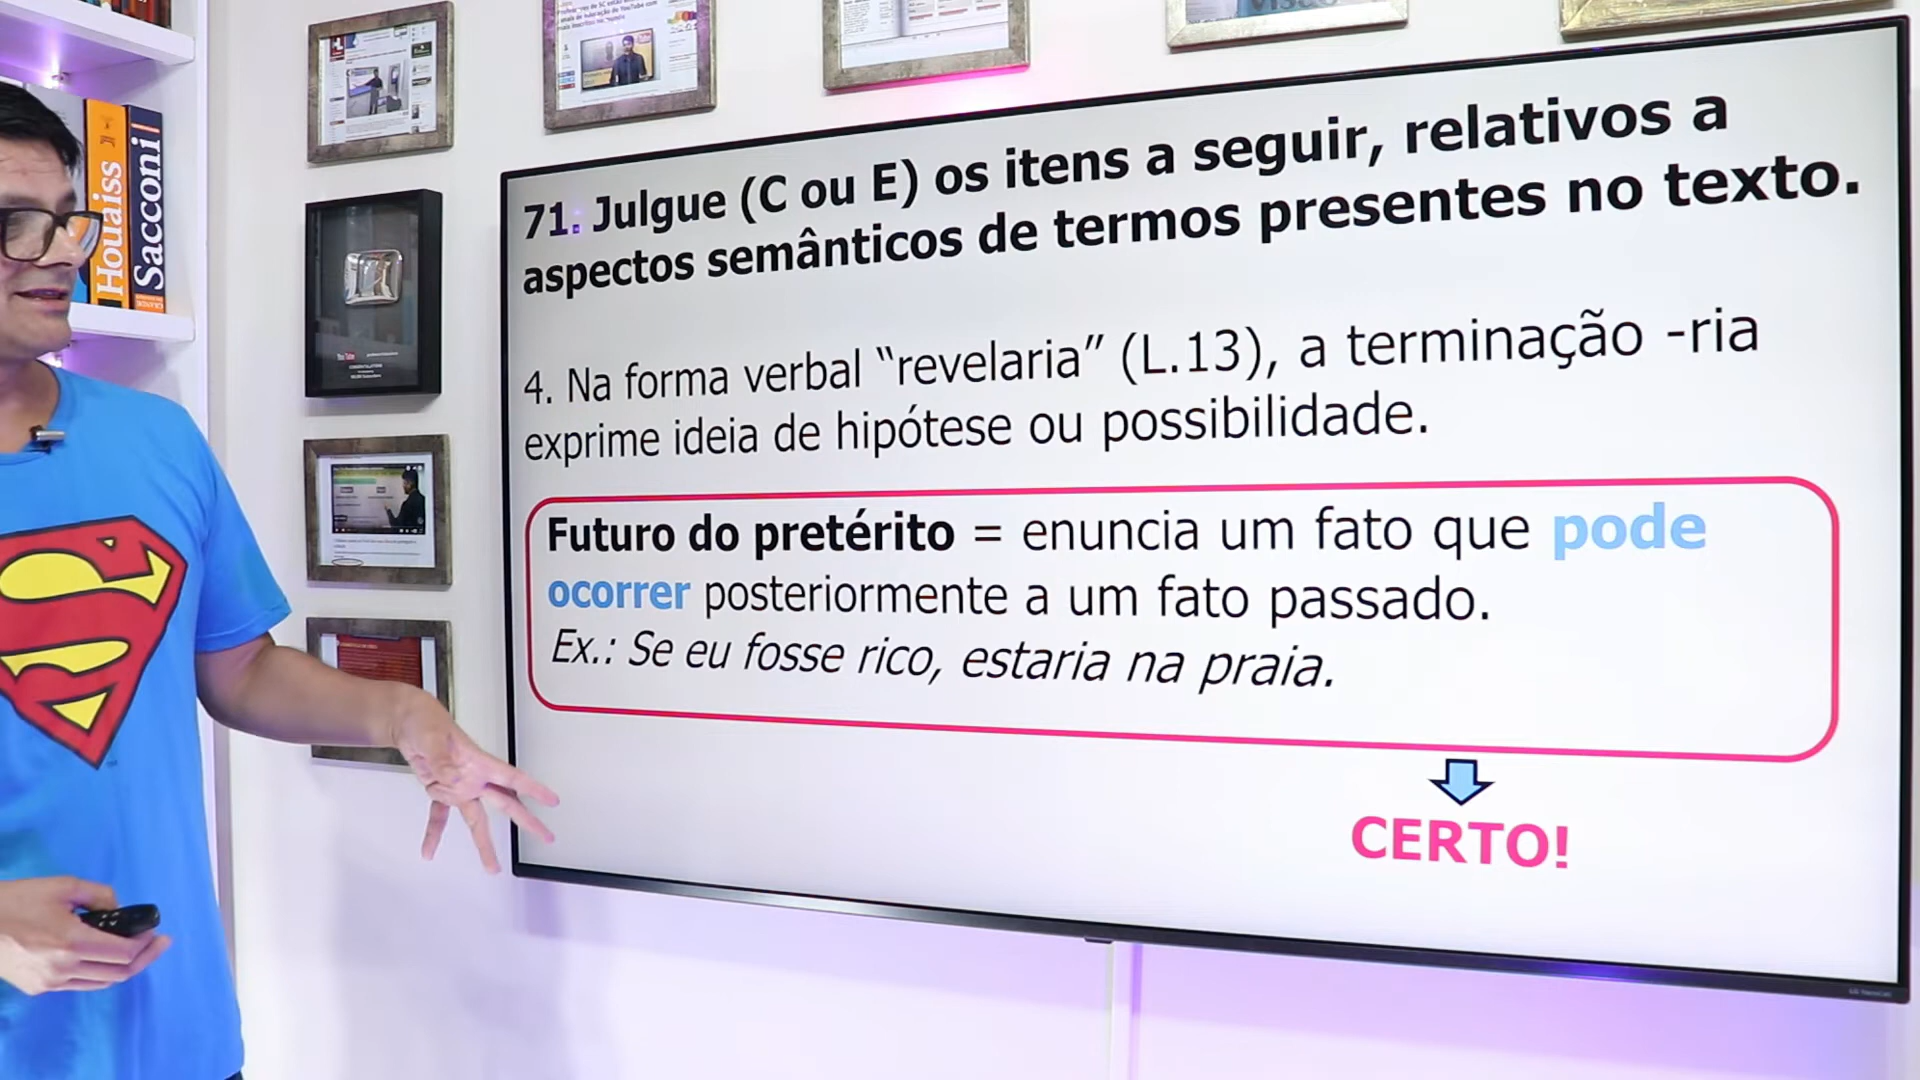 Houaiss
Sacconi
71. Julgue (C ou E) os itens a seguir, relativos a
aspectos semânticos de termos presentes no texto.
4. Na forma verbal “revelaria” (L.13), a terminação -ria
exprime ideia de hipótese ou possibilidade.
Futuro do pretérito = enuncia um fato que pode
ocorrer posteriormente a um fato passado.
Ex.: Se eu fosse rico, estaria na praia.
CERTO!